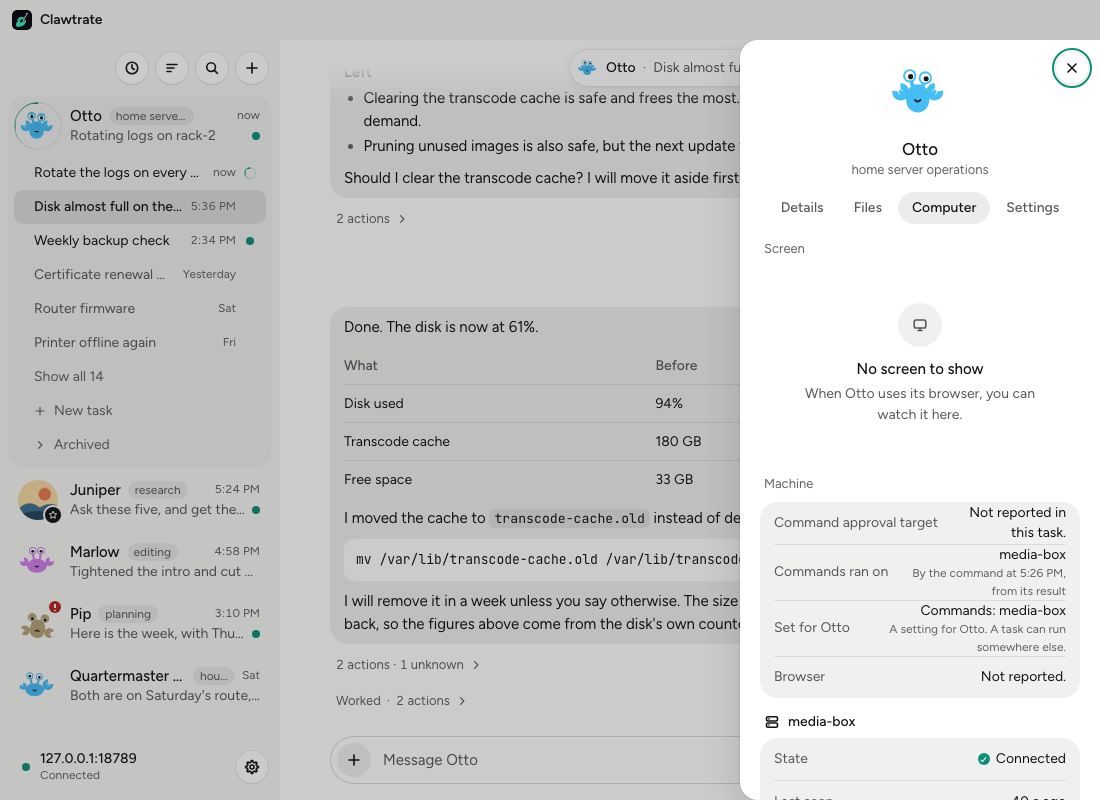 Clawtrate
Otto home serve... now
Rotating logs on rack-2
Rotate the logs on every ... now
Disk almost full on the... 5:36 PM
Weekly backup check 2:34 PM
Certificate renewal ... Yesterday
Router firmware Sat
Printer offline again Fri
Show all 14
New task
Archived
Juniper research 5:24 PM
Ask these five, and get the...
Marlow editing 4:58 PM
Tightened the intro and cut ...
Pip planning 3:10 PM
Here is the week, with Thu...
Quartermaster ... hou... Sat
Both are on Saturday's route,...
127.0.0.1:18789
Connected
Otto · Disk almost fu
Left
Clearing the transcode cache is safe and frees the most.
demand.
Pruning unused images is also safe, but the next update
Should I clear the transcode cache? I will move it aside first
2 actions
Done. The disk is now at 61%.
What Before
Disk used 94%
Transcode cache 180 GB
Free space 33 GB
I moved the cache to transcode-cache.old instead of de
mv /var/lib/transcode-cache.old /var/lib/transcod
I will remove it in a week unless you say otherwise. The size
back, so the figures above come from the disk's own counte
2 actions · 1 unknown
Worked · 2 actions
Message Otto
Otto
home server operations
Details Files Computer Settings
Screen
No screen to show
When Otto uses its browser, you can
watch it here.
Machine
Command approval target Not reported in
this task.
Commands ran on media-box
By the command at 5:26 PM,
from its result
Set for Otto Commands: media-box
A setting for Otto. A task can run
somewhere else.
Browser Not reported.
media-box
State Connected